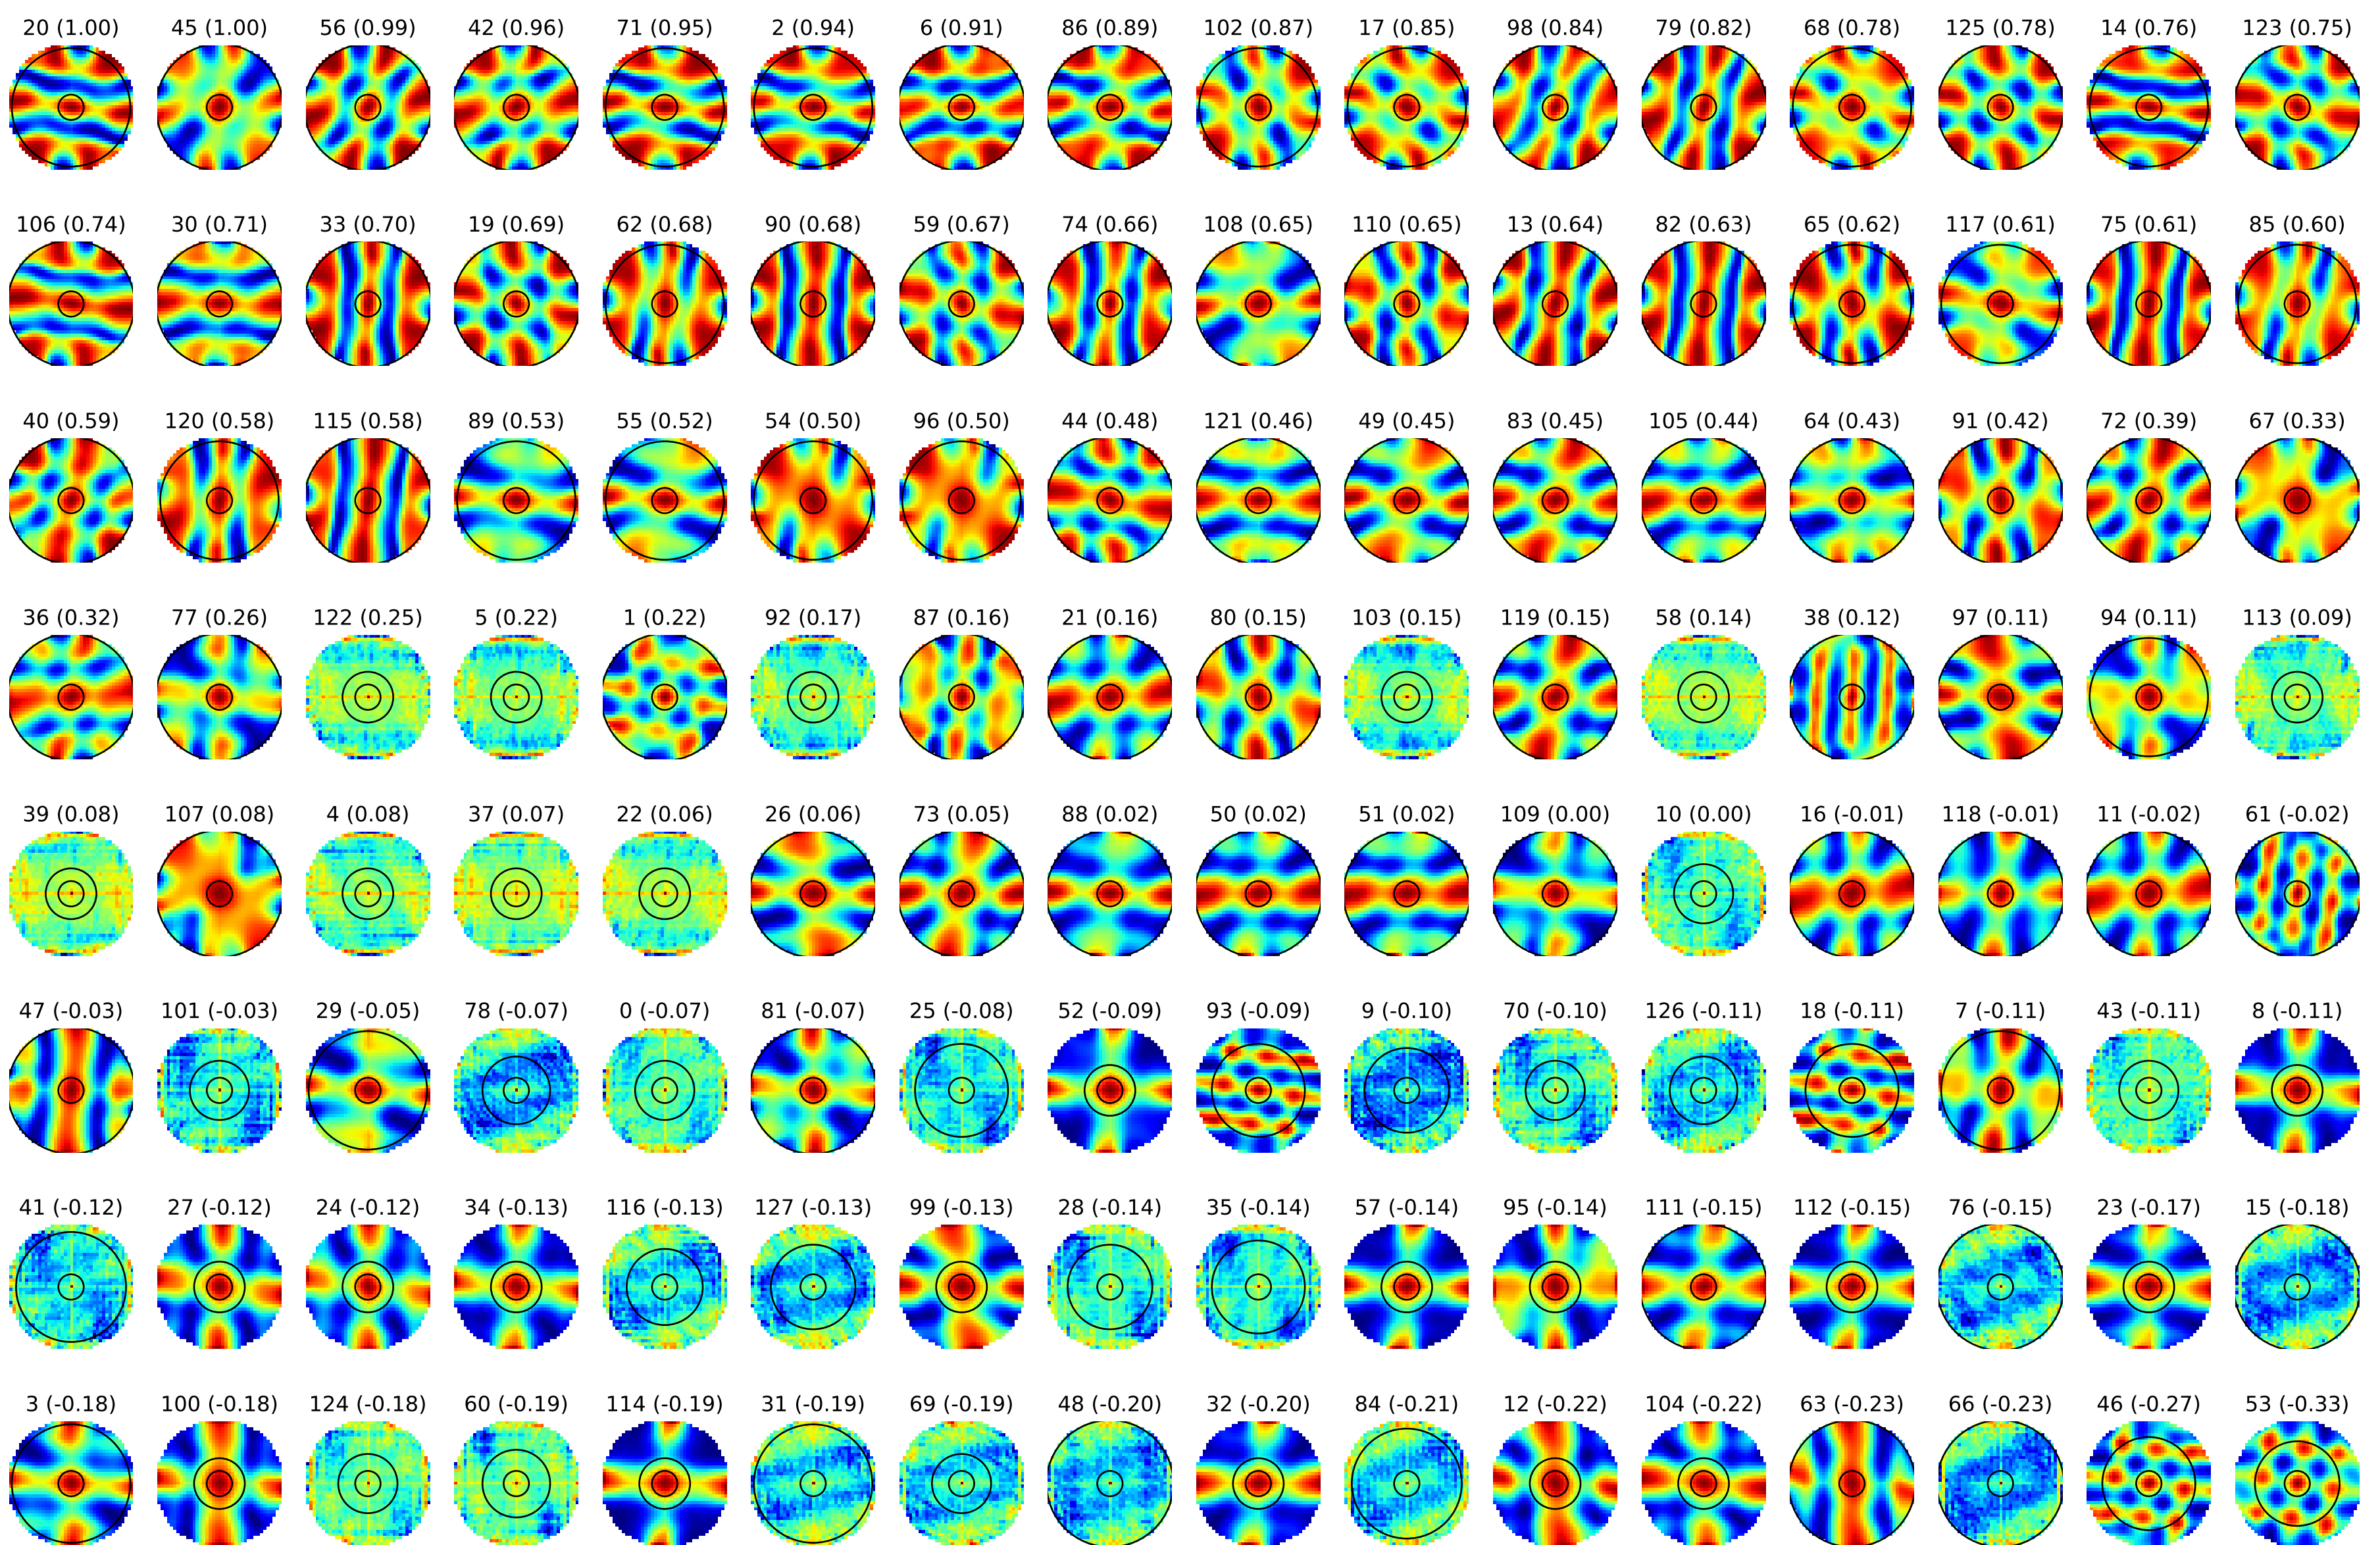 20 (1.00) 45 (1.00) 56 (0.99) 42 (0.96) 71 (0.95) 2 (0.94) 6 (0.91) 86 (0.89) 102 (0.87) 17 (0.85) 98 (0.84) 79 (0.82) 68 (0.78) 125 (0.78) 14 (0.76) 123 (0.75)
106 (0.74) 30 (0.71) 33 (0.70) 19 (0.69) 62 (0.68) 90 (0.68) 59 (0.67) 74 (0.66) 108 (0.65) 110 (0.65) 13 (0.64) 82 (0.63) 65 (0.62) 117 (0.61) 75 (0.61) 85 (0.60)
40 (0.59) 120 (0.58) 115 (0.58) 89 (0.53) 55 (0.52) 54 (0.50) 96 (0.50) 44 (0.48) 121 (0.46) 49 (0.45) 83 (0.45) 105 (0.44) 64 (0.43) 91 (0.42) 72 (0.39) 67 (0.33)
36 (0.32) 77 (0.26) 122 (0.25) 5 (0.22) 1 (0.22) 92 (0.17) 87 (0.16) 21 (0.16) 80 (0.15) 103 (0.15) 119 (0.15) 58 (0.14) 38 (0.12) 97 (0.11) 94 (0.11) 113 (0.09)
39 (0.08) 107 (0.08) 4 (0.08) 37 (0.07) 22 (0.06) 26 (0.06) 73 (0.05) 88 (0.02) 50 (0.02) 51 (0.02) 109 (0.00) 10 (0.00) 16 (-0.01) 118 (-0.01) 11 (-0.02) 61 (-0.02)
47 (-0.03) 101 (-0.03) 29 (-0.05) 78 (-0.07) 0 (-0.07) 81 (-0.07) 25 (-0.08) 52 (-0.09) 93 (-0.09) 9 (-0.10) 70 (-0.10) 126 (-0.11) 18 (-0.11) 7 (-0.11) 43 (-0.11) 8 (-0.11)
41 (-0.12) 27 (-0.12) 24 (-0.12) 34 (-0.13) 116 (-0.13) 127 (-0.13) 99 (-0.13) 28 (-0.14) 35 (-0.14) 57 (-0.14) 95 (-0.14) 111 (-0.15) 112 (-0.15) 76 (-0.15) 23 (-0.17) 15 (-0.18)
3 (-0.18) 100 (-0.18) 124 (-0.18) 60 (-0.19) 114 (-0.19) 31 (-0.19) 69 (-0.19) 48 (-0.20) 32 (-0.20) 84 (-0.21) 12 (-0.22) 104 (-0.22) 63 (-0.23) 66 (-0.23) 46 (-0.27) 53 (-0.33)